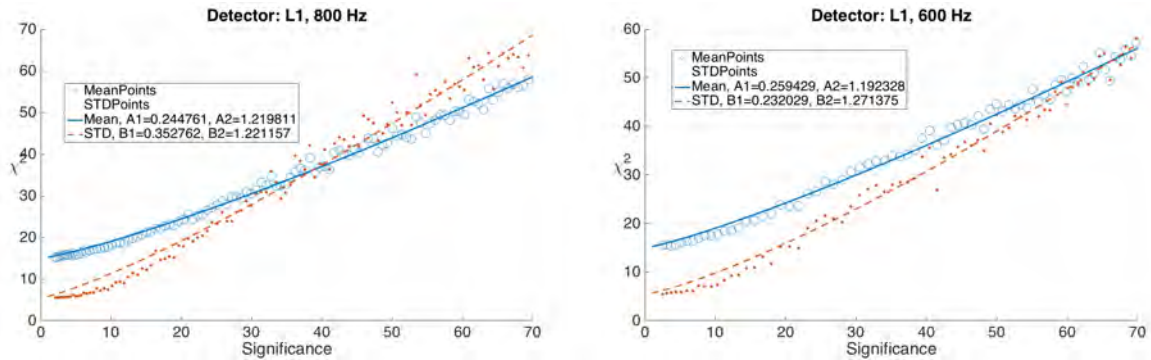 Detector: L1, 800 Hz
70
60
50
40
30
20
10
0
χ2
MeanPoints
STDPoints
Mean, A1=0.244761, A2=1.219811
STD, B1=0.352762, B2=1.221157
0 10 20 30 40 50 60 70
Significance
Detector: L1, 600 Hz
60
50
40
30
20
10
0
χ2
MeanPoints
STDPoints
Mean, A1=0.259429, A2=1.192328
STD, B1=0.232029, B2=1.271375
0 10 20 30 40 50 60 70
Significance